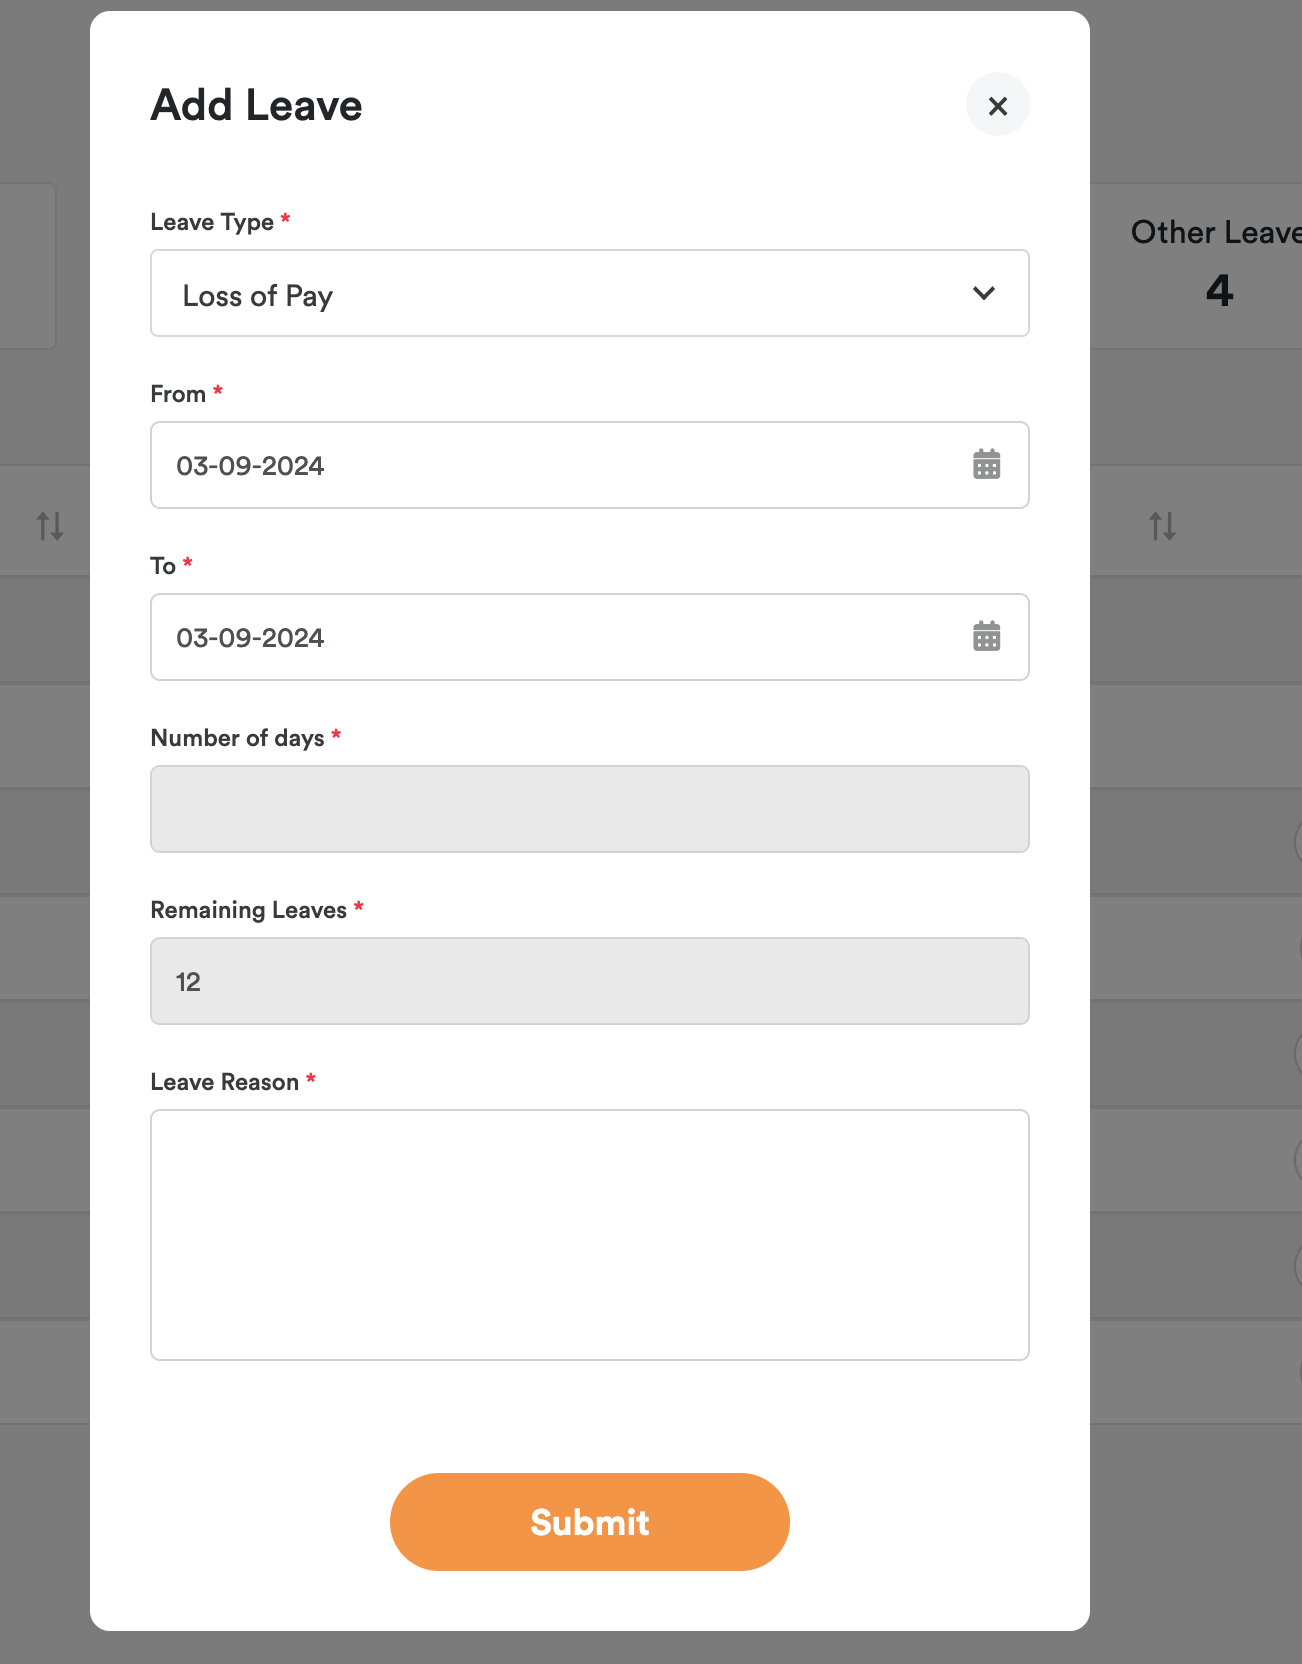 Add Leave
Leave Type *
Loss of Pay
From *
03-09-2024
To *
03-09-2024
Number of days *
Remaining Leaves *
12
Leave Reason *
Submit
Other Leave
4